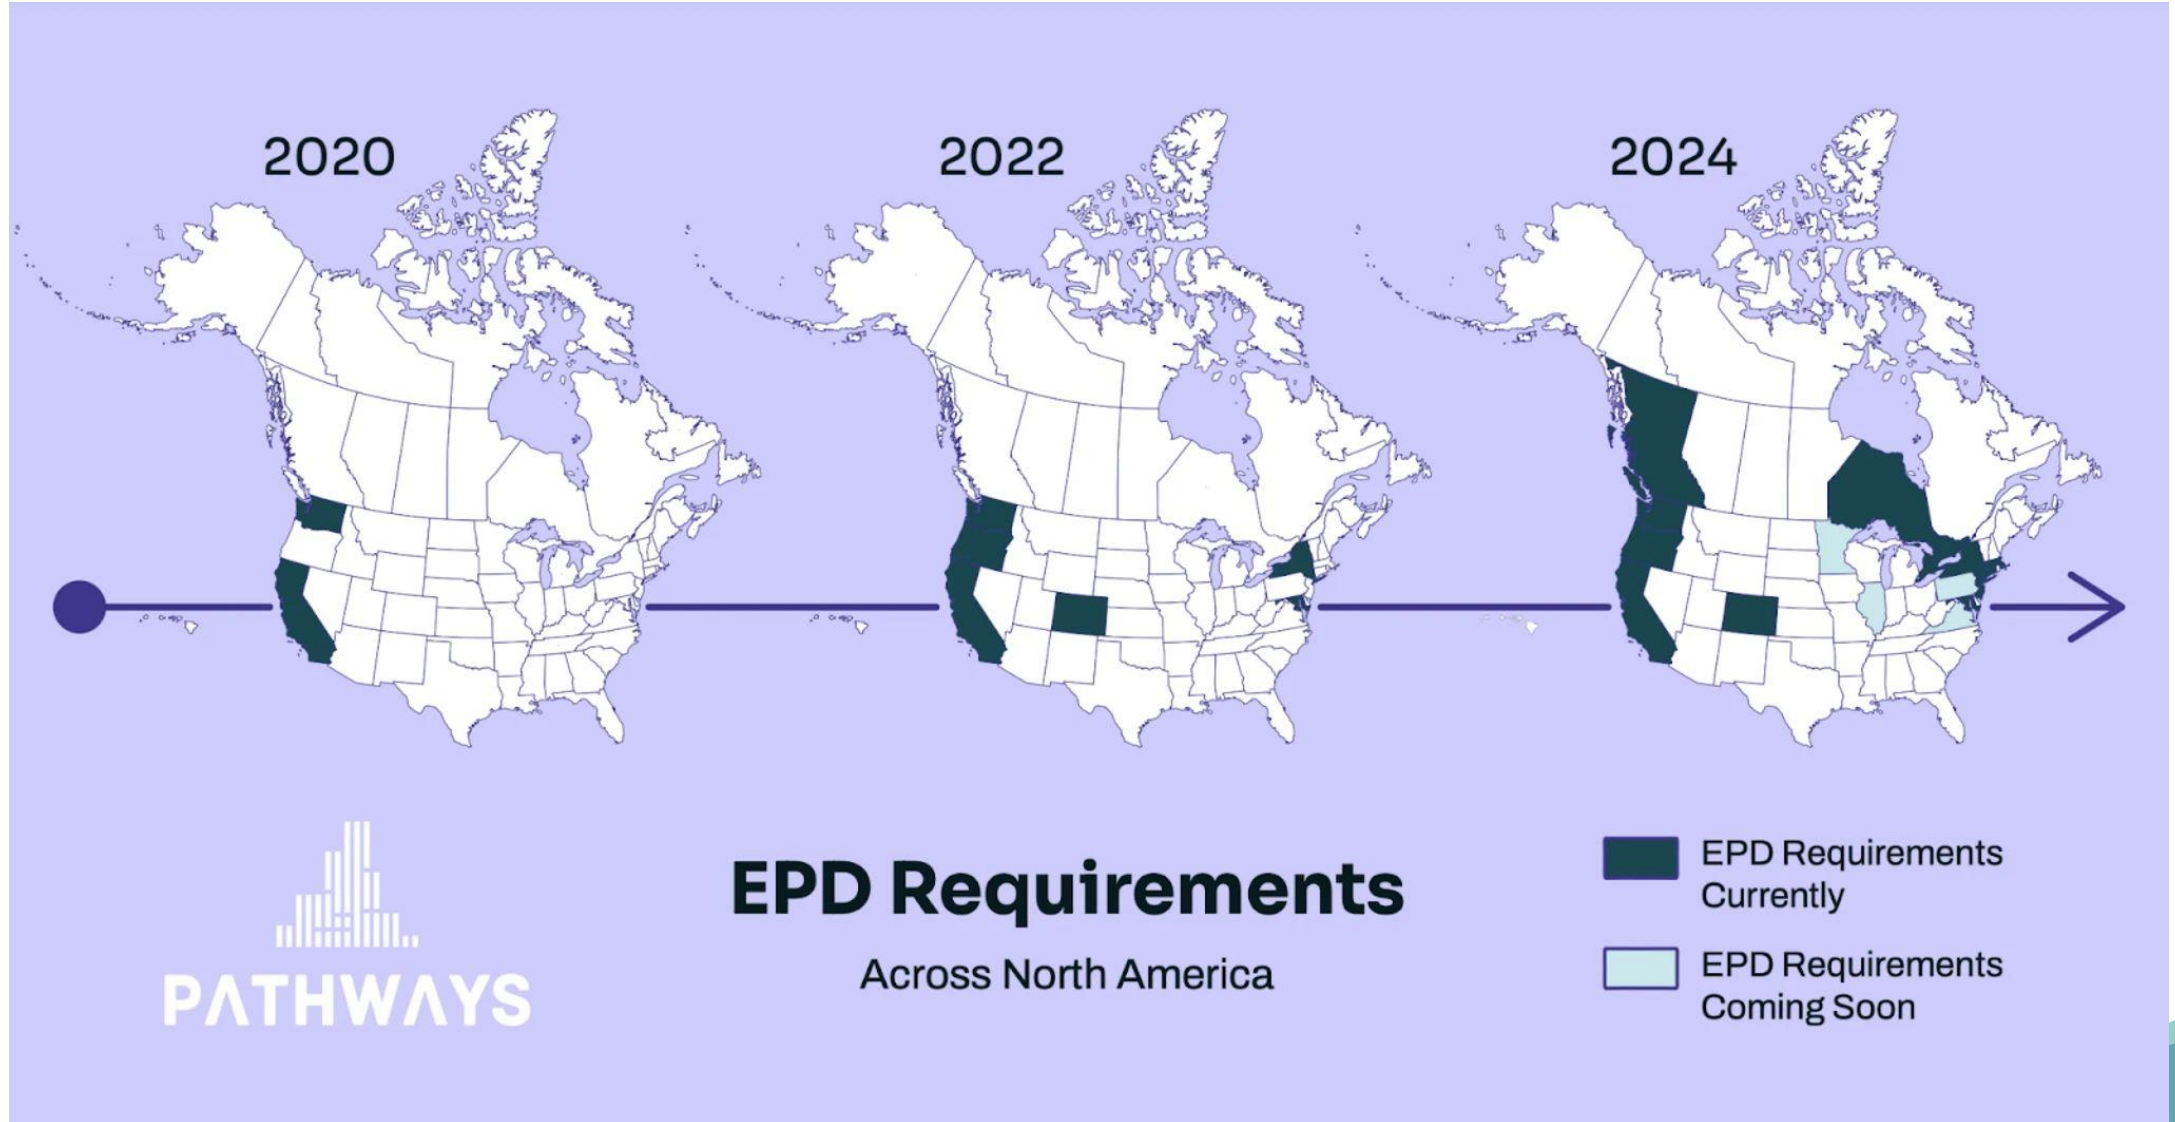 2020
2022
2024
PATHWAYS
EPD Requirements
Across North America
EPD Requirements
Currently
EPD Requirements
Coming Soon